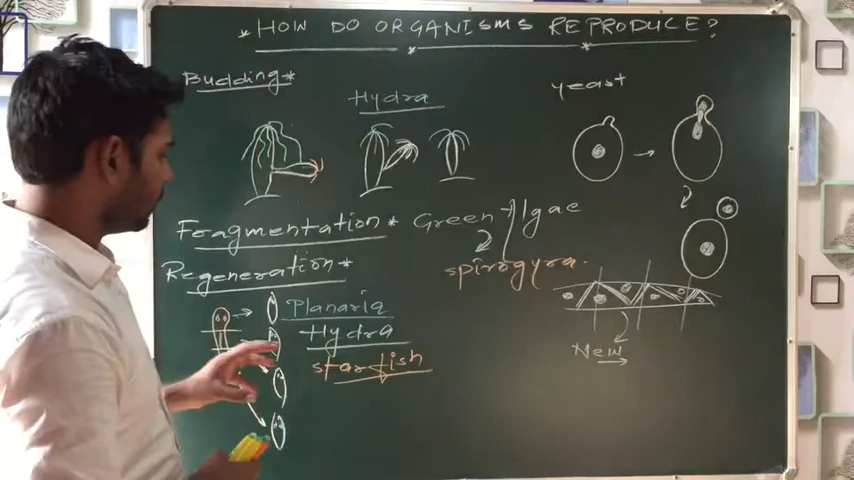 * HOW DO ORGANISMS REPRODUCE?
Budding *
Hydra
yeast
Fragmentation * Green Algae
spirogyra.
Regeneration *
Planaria
Hydra
starfish
New